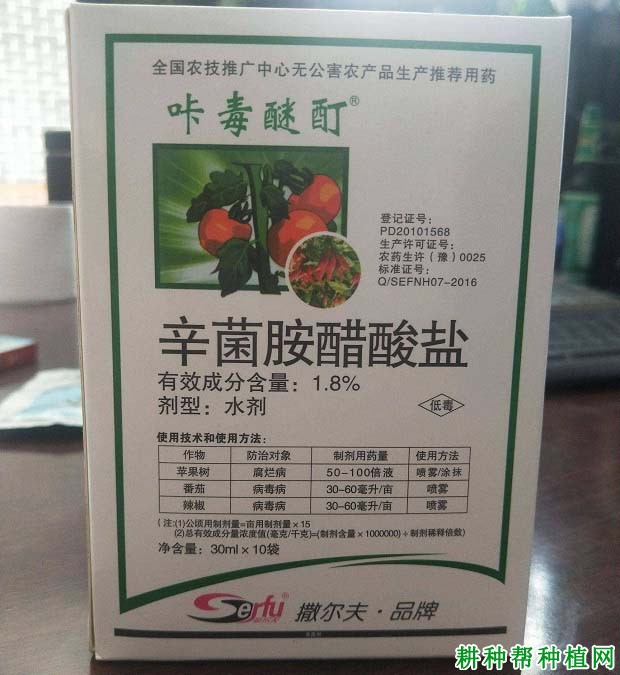 全国农技推广中心无公害农产品生产推荐用药
咔毒醚酊®
登记证号：
PD20101568
生产许可证号：
农药生许（豫）0025
标准证号：
Q/SEFNH07-2016
辛菌胺醋酸盐
有效成分含量：1.8%
剂型：水剂
低毒
使用技术和使用方法：
作物 防治对象 制剂用药量 使用方法
苹果树 腐烂病 50-100倍液 喷雾/涂抹
番茄 病毒病 30-60毫升/亩 喷雾
辣椒 病毒病 30-60毫升/亩 喷雾
（注：(1)公顷用制剂量=亩用制剂量×15
(2)总有效成分量浓度值(毫克/千克)=(制剂含量×1000000)÷制剂稀释倍数）
净含量：30ml×10袋
Serfu® 撒尔夫·品牌
耕种帮种植网